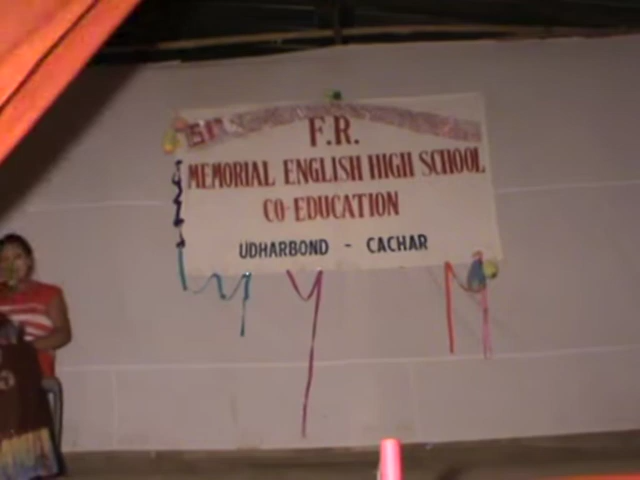 F.R.
MEMORIAL ENGLISH HIGH SCHOOL
CO-EDUCATION
UDHARBOND - CACHAR